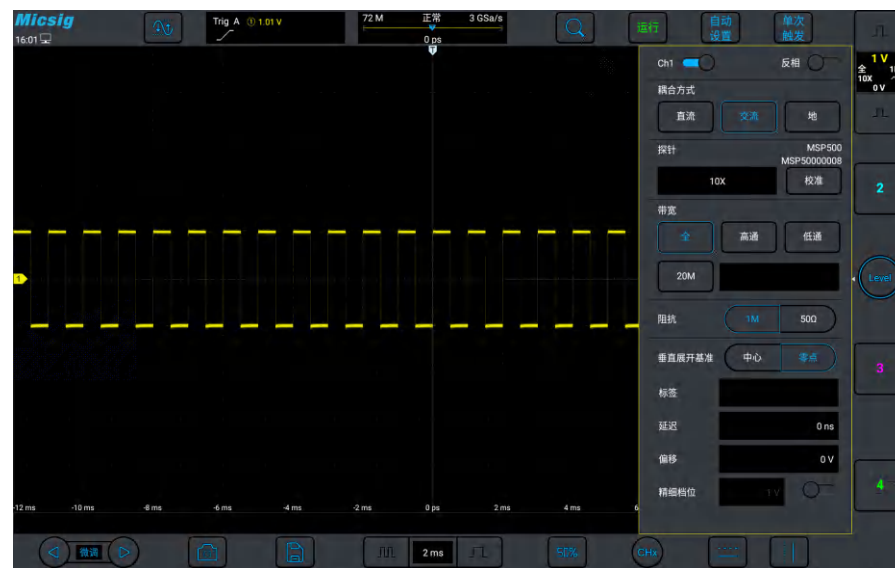 Micsig
16:01
Trig A ① 1.01 V
72 M 正常 3 GSa/s
0 ps
T
运行
自动
设置
单次
触发
Ch1 反相
耦合方式
直流 交流 地
探针 MSP500
MSP50000008
10X 校准
带宽
全 高通 低通
20M
阻抗 1M 50Ω
垂直展开基准 中心 零点
标签
延迟 0 ns
偏移 0 V
精细档位 1 V
1 V
全 1
10X
0 V
2
Level
3
4
1
-12 ms -10 ms -8 ms -6 ms -4 ms -2 ms 0 ps 2 ms 4 ms 6
微调 2 ms 50% CHx